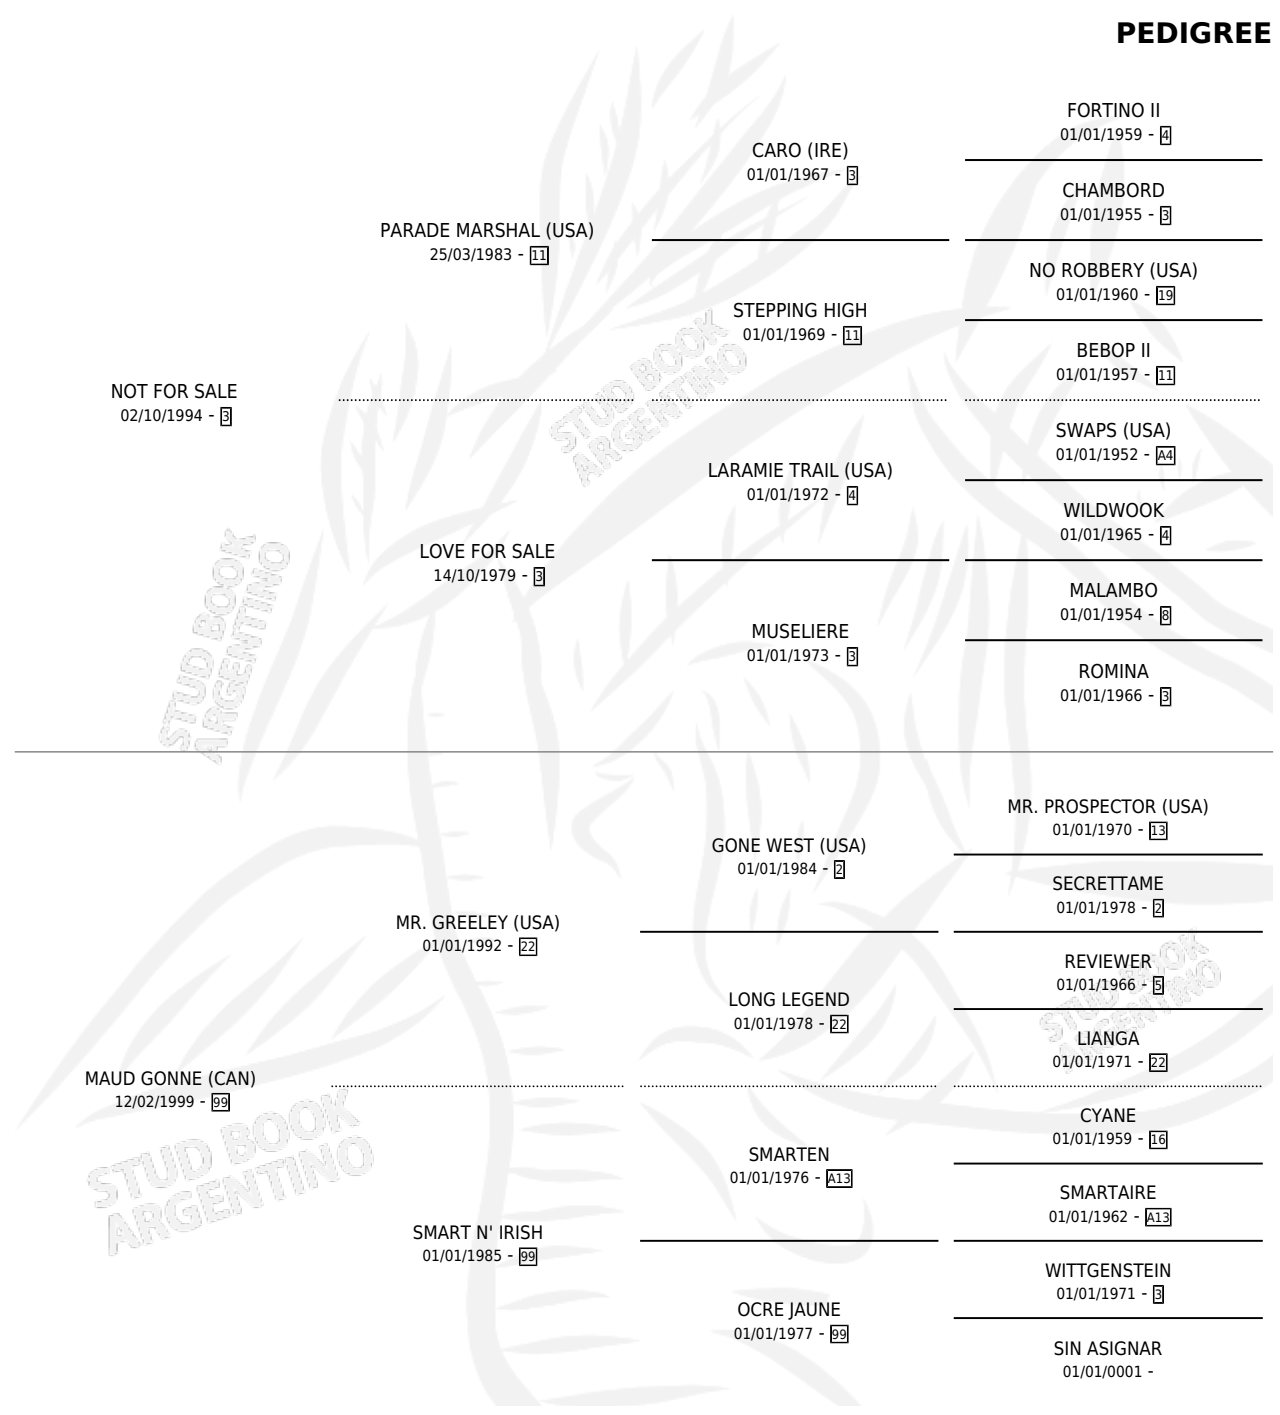 PEDIGREE
FORTINO II
01/01/1959 - 4
CARO (IRE)
01/01/1967 - 3
CHAMBORD
01/01/1955 - 3
PARADE MARSHAL (USA)
25/03/1983 - 11
NO ROBBERY (USA)
01/01/1960 - 19
STEPPING HIGH
01/01/1969 - 11
BEBOP II
01/01/1957 - 11
NOT FOR SALE
02/10/1994 - 3
SWAPS (USA)
01/01/1952 - A4
LARAMIE TRAIL (USA)
01/01/1972 - 4
WILDWOOK
01/01/1965 - 4
LOVE FOR SALE
14/10/1979 - 3
MALAMBO
01/01/1954 - 8
MUSELIERE
01/01/1973 - 3
ROMINA
01/01/1966 - 3
MR. PROSPECTOR (USA)
01/01/1970 - 13
GONE WEST (USA)
01/01/1984 - 2
SECRETTAME
01/01/1978 - 2
MR. GREELEY (USA)
01/01/1992 - 22
REVIEWER
01/01/1966 - 5
LONG LEGEND
01/01/1978 - 22
LIANGA
01/01/1971 - 22
MAUD GONNE (CAN)
12/02/1999 - 99
CYANE
01/01/1959 - 16
SMARTEN
01/01/1976 - A13
SMARTAIRE
01/01/1962 - A13
SMART N' IRISH
01/01/1985 - 99
WITTGENSTEIN
01/01/1971 - 3
OCRE JAUNE
01/01/1977 - 99
SIN ASIGNAR
01/01/0001 -
STUD BOOK
ARGENTINO
STUD BOOK
ARGENTINO
STUD BOOK
ARGENTINO
STUD BOOK
ARGENTINO